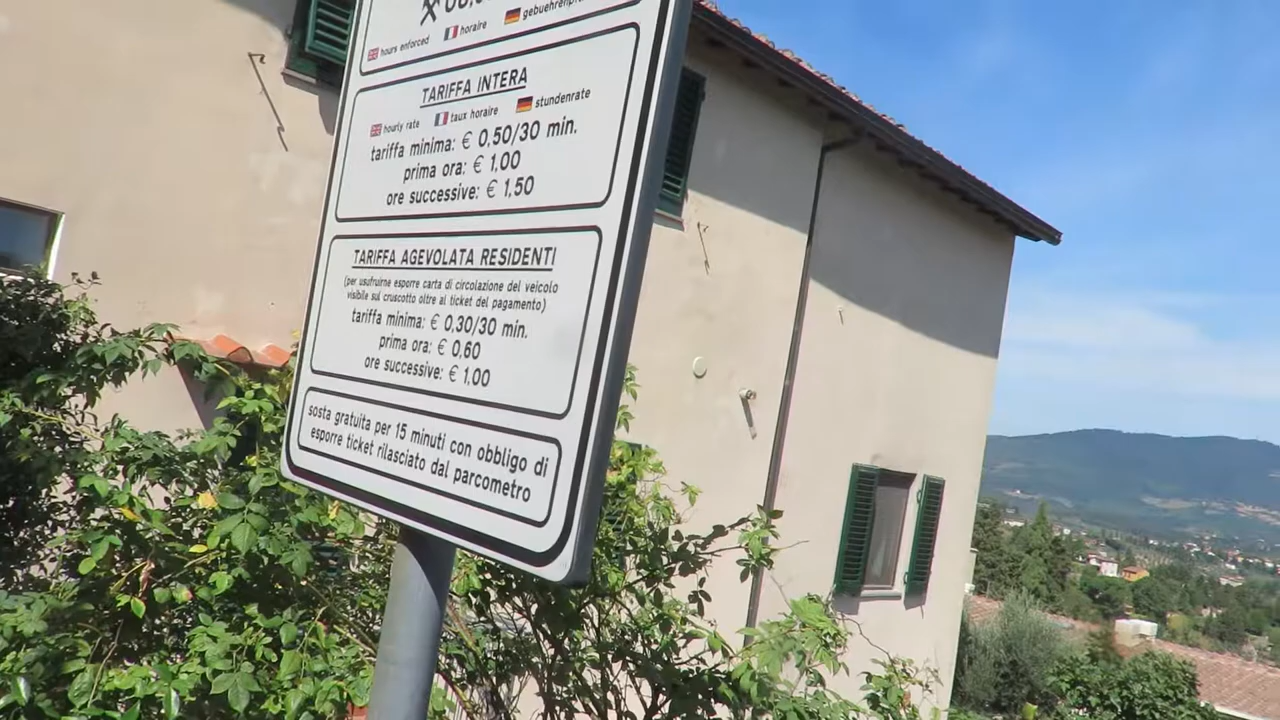 hours enforced horaire
TARIFFA INTERA
hourly rate taux horaire stundenrate
tariffa minima: € 0,50/30 min.
prima ora: € 1,00
ore successive: € 1,50
TARIFFA AGEVOLATA RESIDENTI
(per usufruirne esporre carta di circolazione del veicolo
visibile sul cruscotto oltre al ticket del pagamento)
tariffa minima: € 0,30/30 min.
prima ora: € 0,60
ore successive: € 1,00
sosta gratuita per 15 minuti con obbligo di
esporre ticket rilasciato dal parcometro